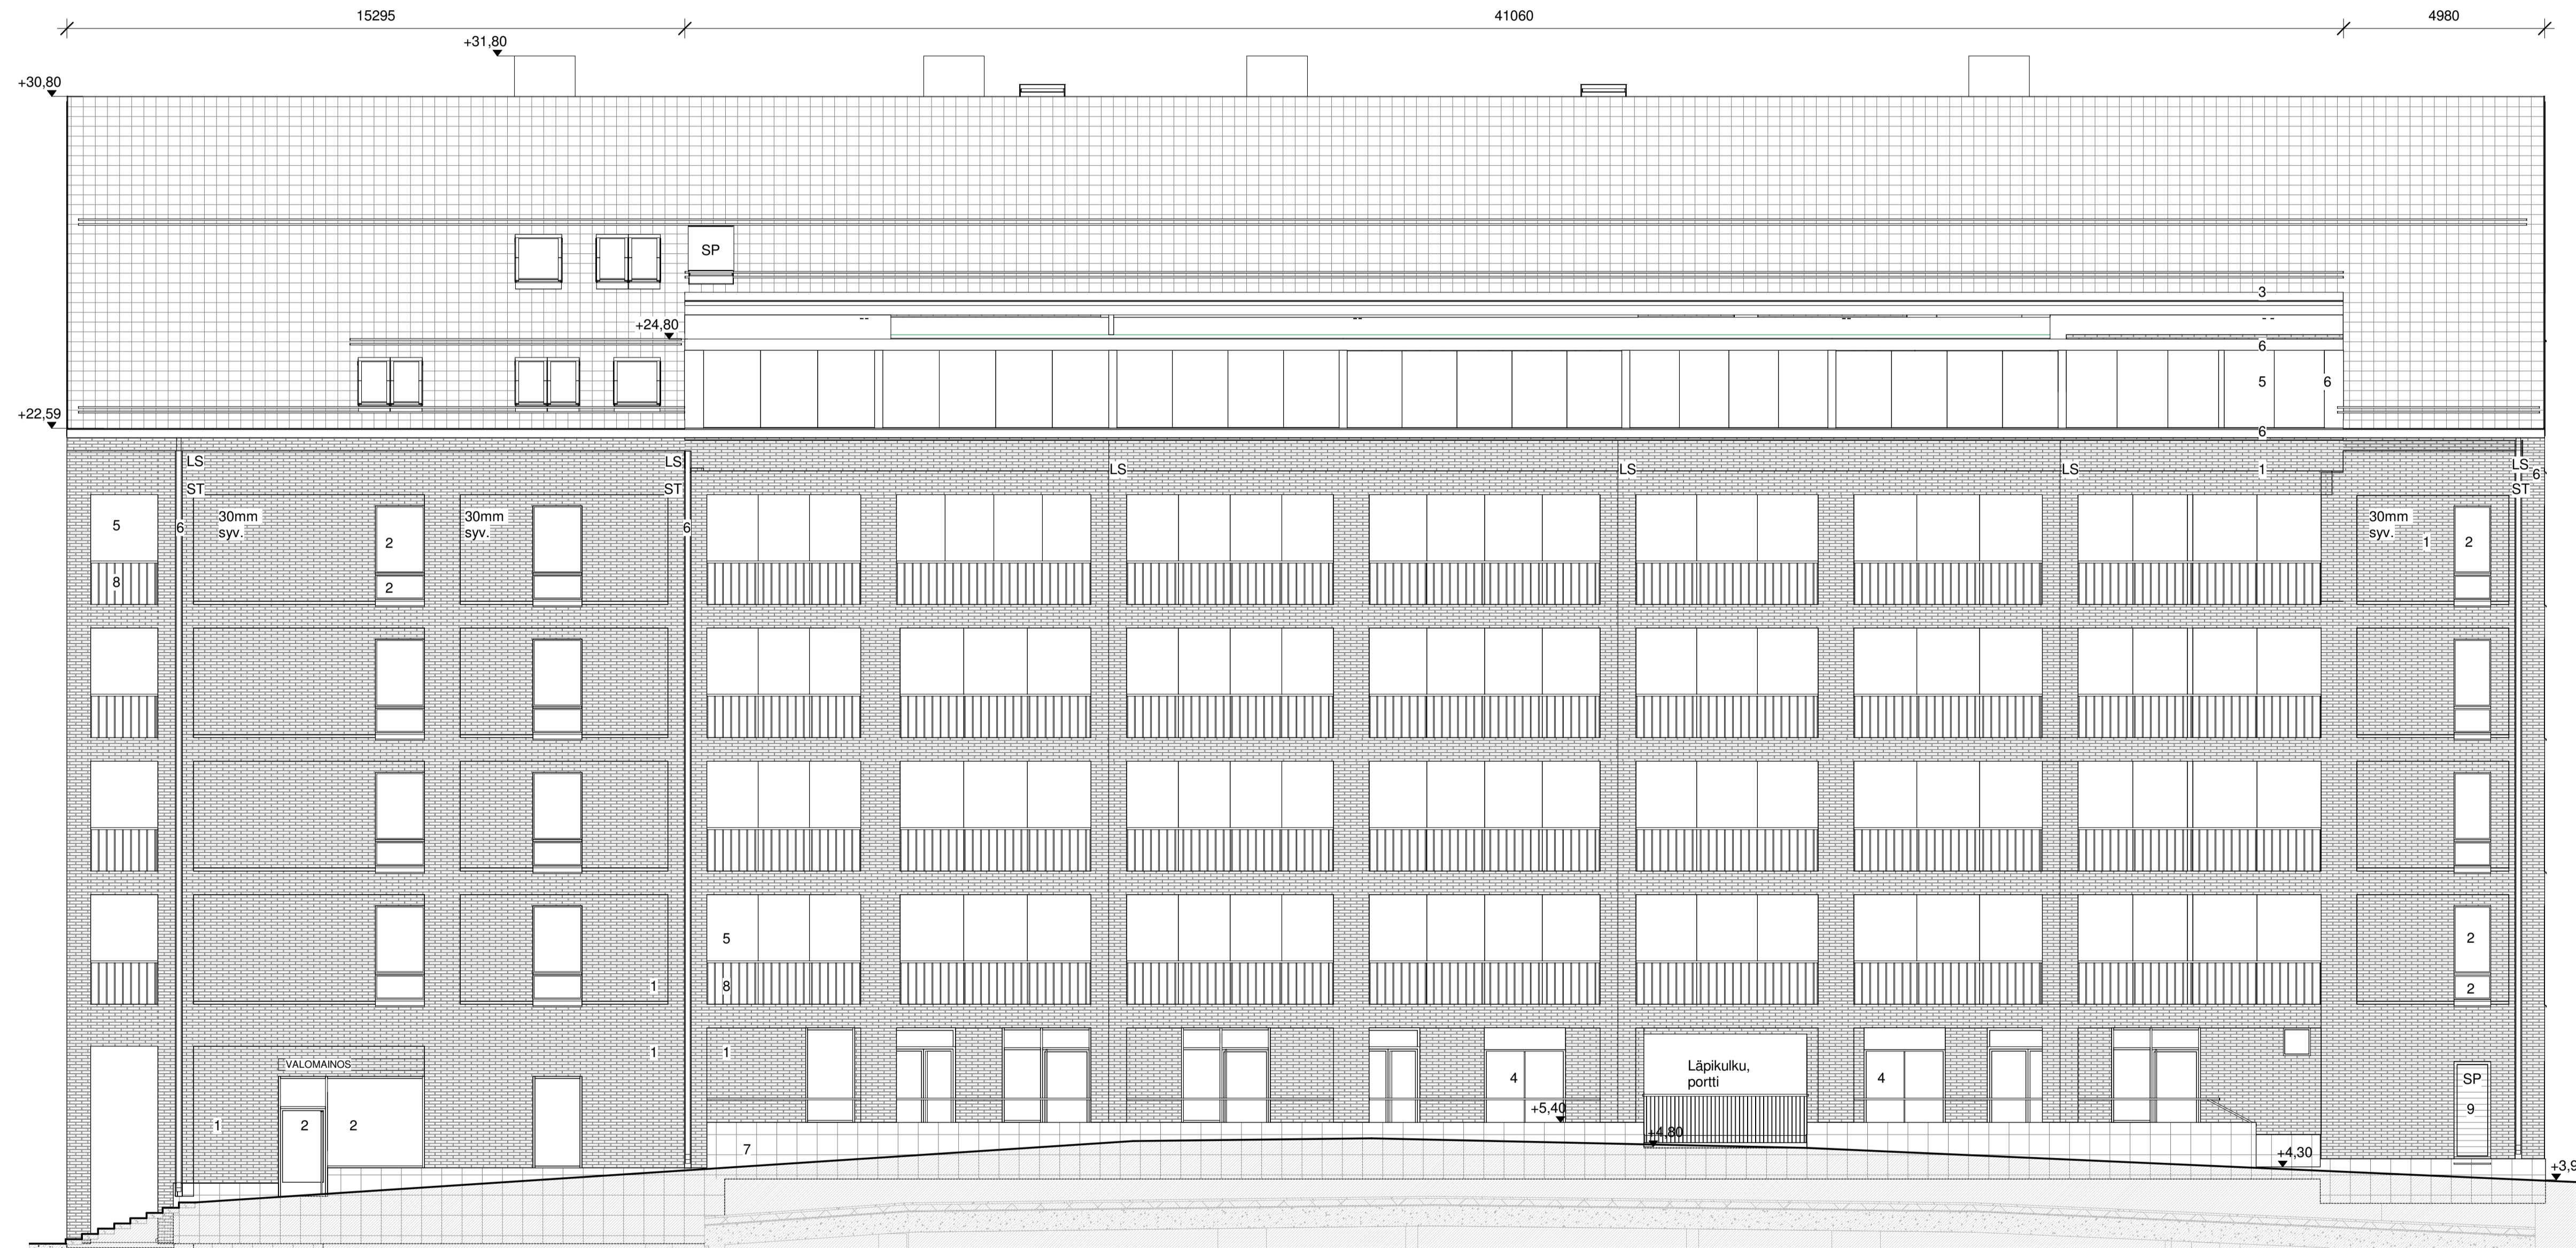 15295
41060
4980
+31,80
+30,80
SP
3
+24,80
--
--
--
--
6
5
6
+22,59
6
LS
LS
LS
LS
LS
1
LS
6
ST
ST
ST
5
6
30mm
syv.
30mm
syv.
6
30mm
syv.
2
1
2
8
2
5
2
1
8
2
1
1
VALOMAINOS
Läpikulku,
portti
4
4
SP
9
+5,40
1
2
2
+4,80
7
+4,30